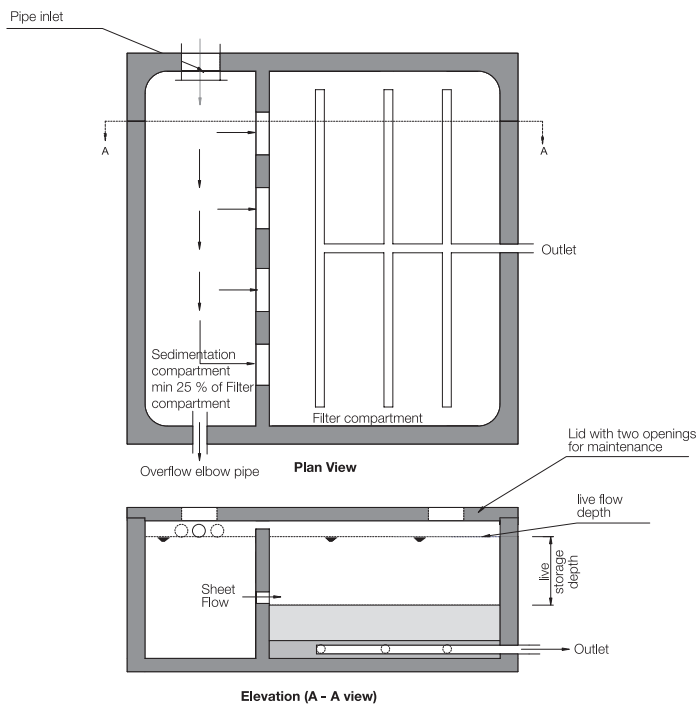 Pipe inlet
A
A
Outlet
Sedimentation
compartment
min 25 % of Filter
compartment
Filter compartment
Overflow elbow pipe
Plan View
Lid with two openings
for maintenance
live flow
depth
live
storage
depth
Sheet
Flow
Outlet
Elevation (A - A view)